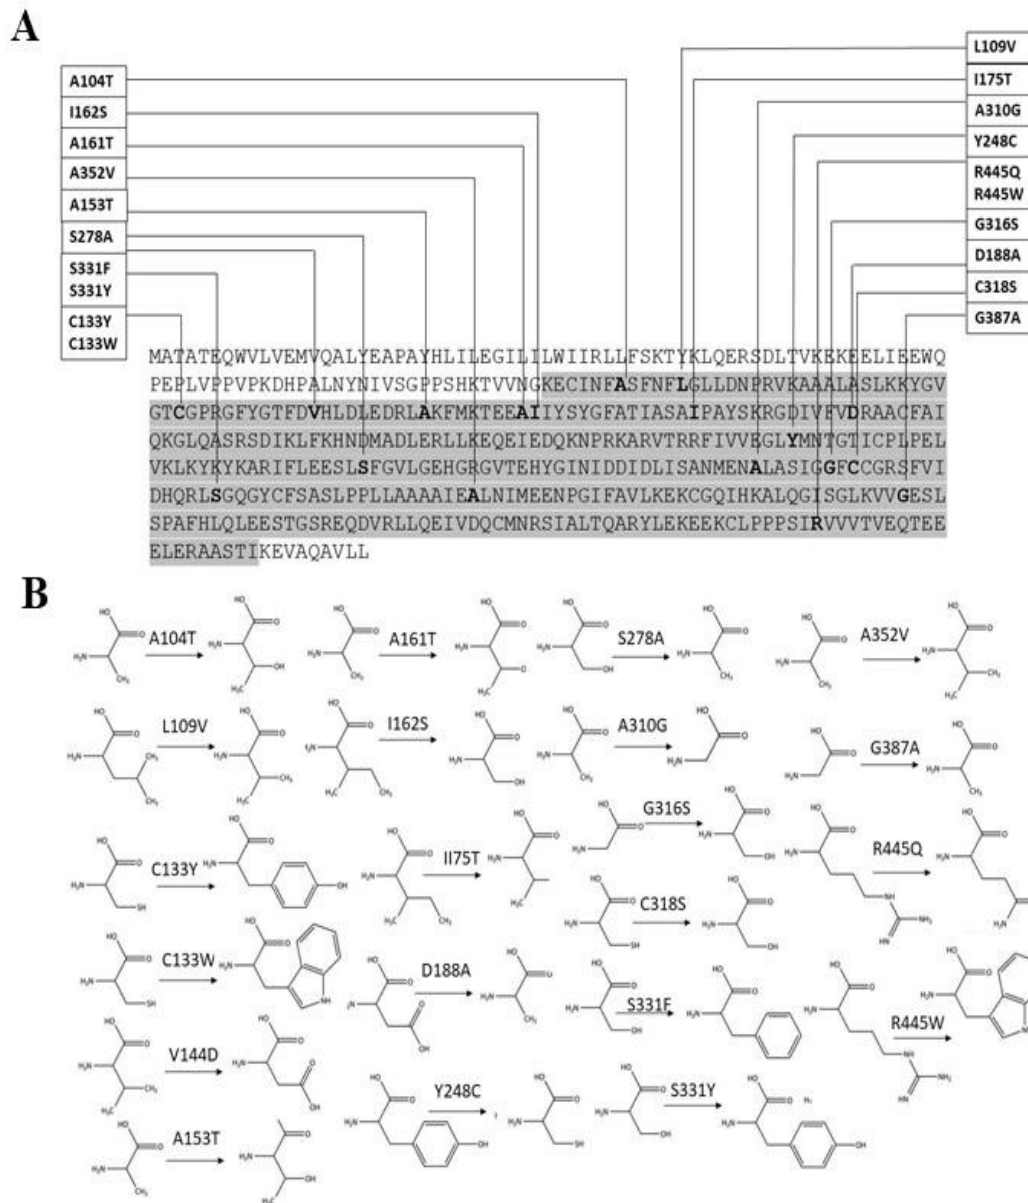 A
A104T
I162S
A161T
A352V
A153T
S278A
S331F
S331Y
C133Y
C133W
L109V
I175T
A310G
Y248C
R445Q
R445W
G316S
D188A
C318S
G387A
MATATEQWVLVEMVQALYEAPAYHLILEGILILWIIRLLFSKTYKLQERSDLTVKEKEELIEEWQ
PEPLVPPVPKDHPALNYNIVSGPPSHKTVVNGKECINFASFNFLGLLDNPRVKAAALASLKKYGV
GTCGPRGFYGTFDVHLDLEDRLAKFMKTEEAIIYSYGFATIASAIPAYSKRGDIVFVDRAACFAI
QKGLQASRSDIKLFKHNDMADLERLLKEQEIEDQKNPRKARVTRRFIVVEGLYMNTGTICPLPEL
VKLKYKYKARIFLEESLSFGVLGEHGRGVTEHYGINIDDIDLISANMENALASIGGFCCGRSFVI
DHQRLSGQGYCFSASLPPLLAAAAIEALNIMEENPGIFAVLKEKCGQIHKALQGISGLKVVGESL
SPAFHLQLEESTGSREQDVRLLQEIVDQCMNRSIALTQARYLEKEEKCLPPPSIRVVVTVEQTEE
ELERAASTIKEVAQAVLL
B
A104T A161T S278A A352V
L109V I162S A310G G387A
C133Y II75T G316S R445Q
C318S
C133W D188A S331F R445W
V144D Y248C S331Y
A153T